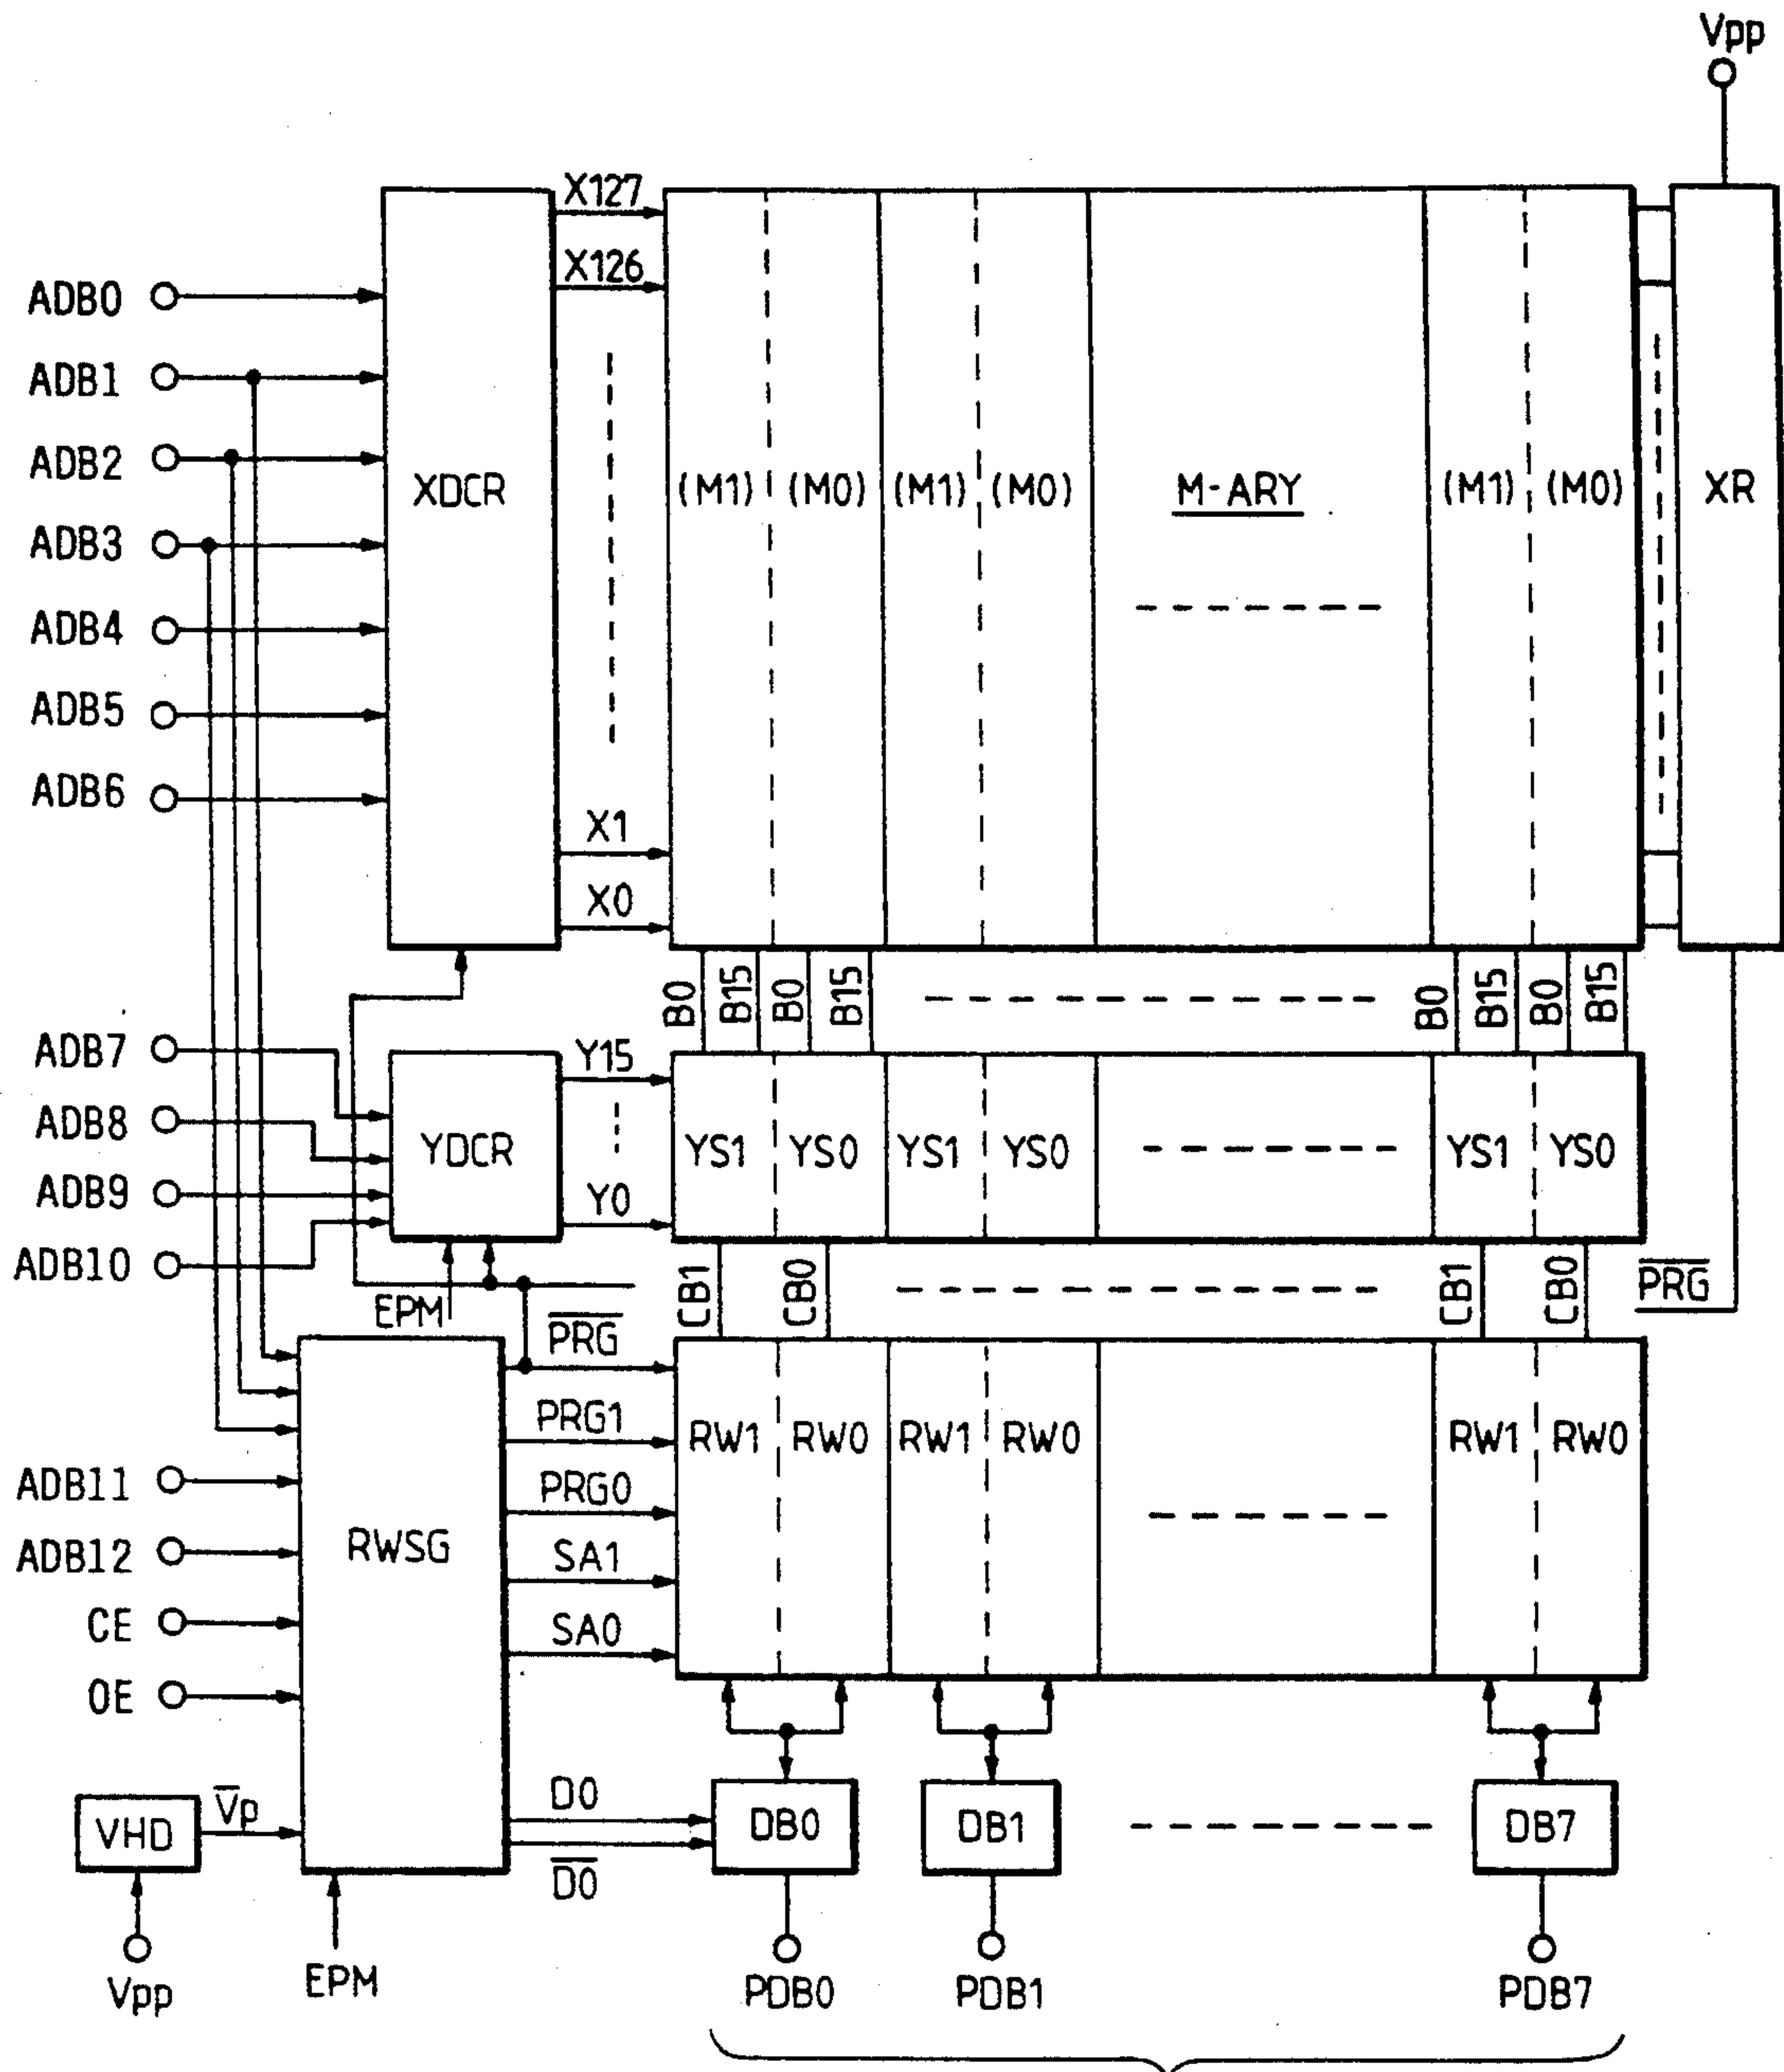 Vpp
X127
X126
ADB0
ADB1
ADB2
XDCR
(M1) (M0) (M1) (M0) M-ARY (M1) (M0) XR
ADB3
ADB4
ADB5
ADB6
X1
X0
B0 B15 B0 B15 B0 B15 B0 B15
ADB7
Y15
ADB8
YDCR
YS1 YS0 YS1 YS0 YS1 YS0
ADB9
Y0
ADB10
CB1 CB0 CB1 CB0 PRG
EPM
PRG
PRG1
RW1 RW0 RW1 RW0 RW1 RW0
PRG0
ADB11
RWSG
ADB12
SA1
CE
SA0
OE
D0
VHD
Vp
DB0 DB1 DB7
D0
Vpp
EPM
PDB0 PDB1 PDB7